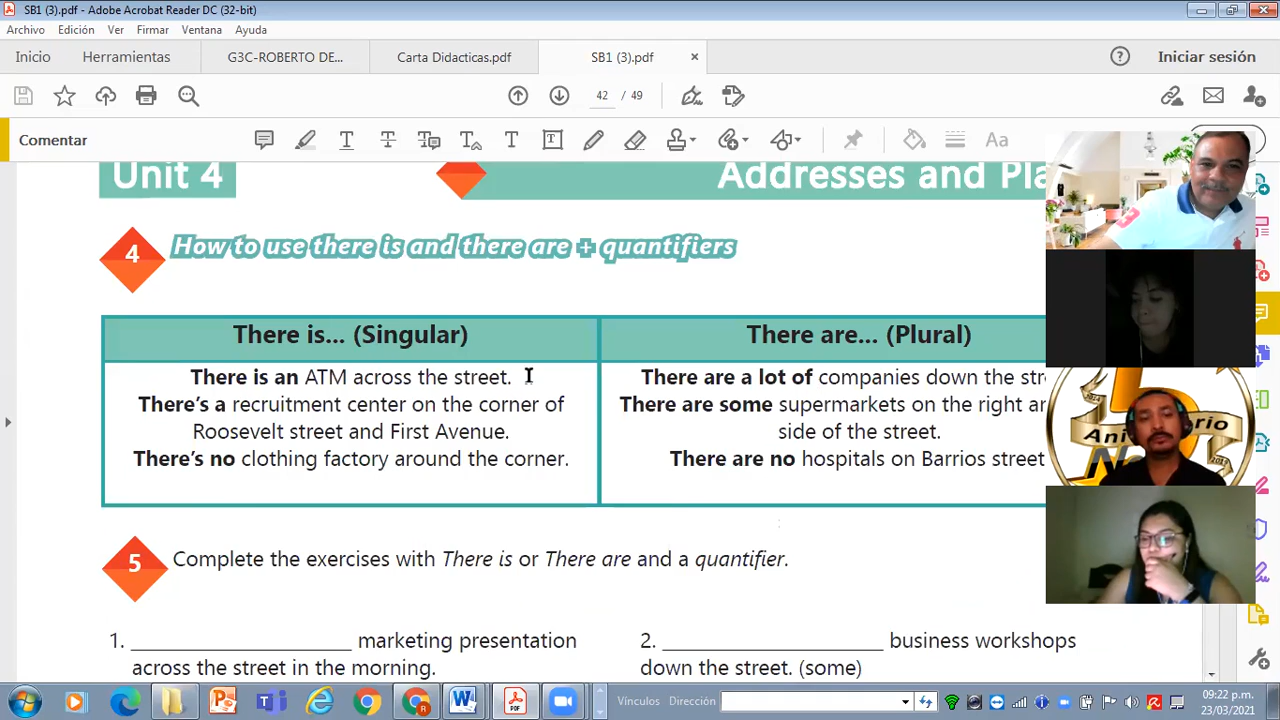 SB1 (3).pdf - Adobe Acrobat Reader DC (32-bit)
Archivo Edición Ver Firmar Ventana Ayuda
Inicio Herramientas G3C-ROBERTO DE... Carta Didacticas.pdf SB1 (3).pdf × Iniciar sesión
42 / 49
Comentar
Unit 4 Addresses and Pla
4 How to use there is and there are + quantifiers
There is... (Singular) There are... (Plural)
There is an ATM across the street.
There's a recruitment center on the corner of
Roosevelt street and First Avenue.
There's no clothing factory around the corner.
There are a lot of companies down the str
There are some supermarkets on the right an
side of the street.
There are no hospitals on Barrios street
Aniversario
5 Complete the exercises with There is or There are and a quantifier.
1. ____________________ marketing presentation
across the street in the morning.
2. ____________________ business workshops
down the street. (some)
Vínculos Dirección
09:22 p.m.
23/03/2021